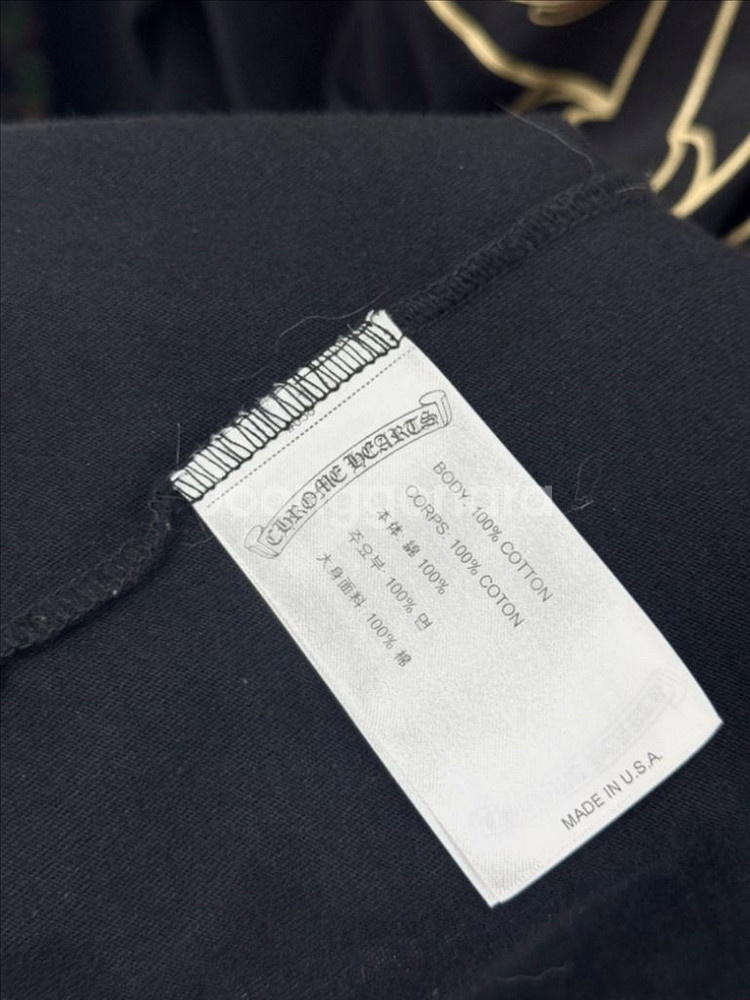 CHROME HEARTS
BODY: 100% COTTON
CORPS: 100% COTON
本体: 綿 100%
주요부: 100% 면
大身面料: 100% 棉
MADE IN U.S.A.